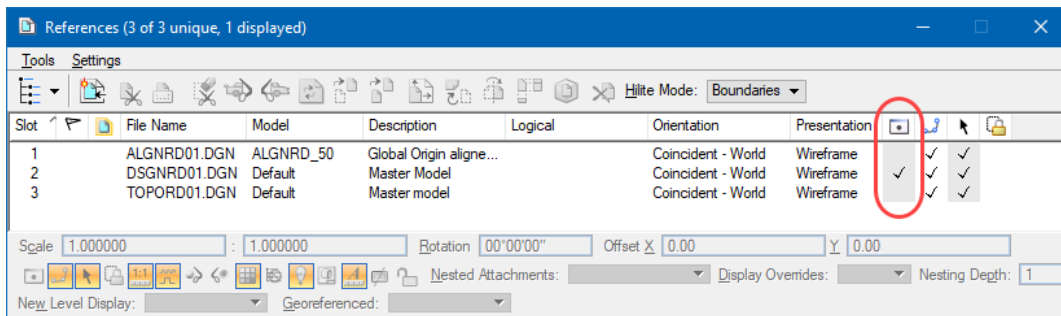 References (3 of 3 unique, 1 displayed)
Tools Settings
Hilite Mode: Boundaries
Slot File Name Model Description Logical Orientation Presentation
1 ALGNRD01.DGN ALGNRD_50 Global Origin aligne... Coincident - World Wireframe
2 DSGNRD01.DGN Default Master Model Coincident - World Wireframe
3 TOPORD01.DGN Default Master model Coincident - World Wireframe
Scale 1.000000 : 1.000000 Rotation 00°00'00" Offset X 0.00 Y 0.00
1:1 Nested Attachments: Display Overrides: Nesting Depth: 1
New Level Display: Georeferenced: